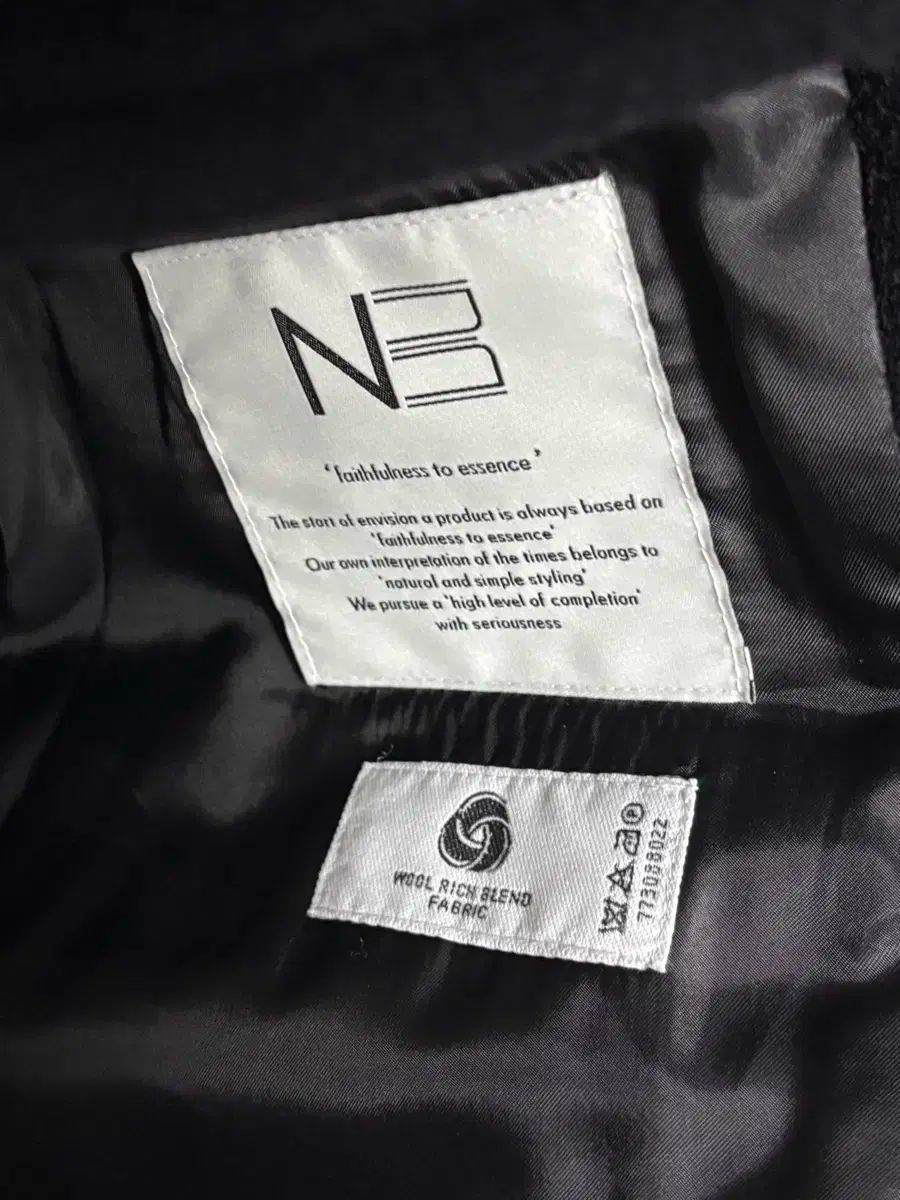 NB
'faithfulness to essence'
The start of envision a product is always based on
'faithfulness to essence'
Our own interpretation of the times belongs to
'natural and simple styling'
We pursue a 'high level of completion'
with seriousness
WOOL RICH BLEND
FABRIC
773088022